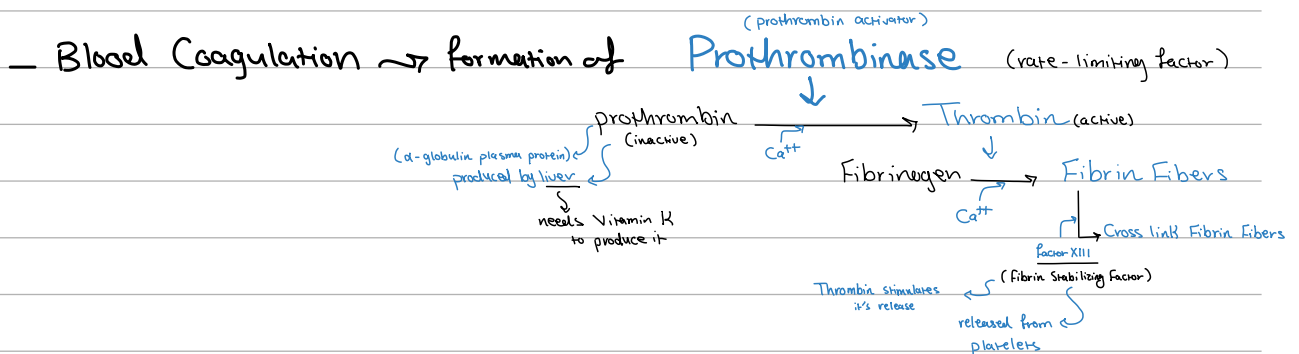 (prothrombin activator)
– Blood Coagulation → formation of Prothrombinase (rate-limiting factor)
prothrombin → Thrombin (active)
(inactive)
Ca++
(α-globulin plasma protein)
produced by liver
Fibrinogen → Fibrin Fibers
Ca++
needs Vitamin K
to produce it
Cross link Fibrin Fibers
factor XIII
(Fibrin Stabilizing Factor)
Thrombin stimulates
it's release
released from
platelets